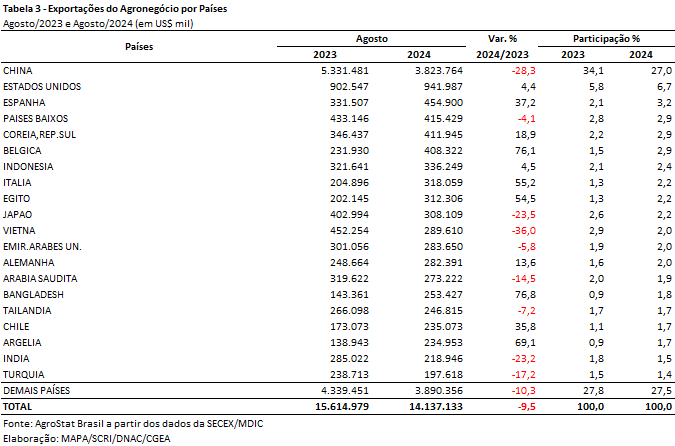 Tabela 3 - Exportações do Agronegócio por Países
Agosto/2023 e Agosto/2024 (em US$ mil)
Países Agosto Var. % Participação %
2023 2024 2024/2023 2023 2024
CHINA 5.331.481 3.823.764 -28,3 34,1 27,0
ESTADOS UNIDOS 902.547 941.987 4,4 5,8 6,7
ESPANHA 331.507 454.900 37,2 2,1 3,2
PAISES BAIXOS 433.146 415.429 -4,1 2,8 2,9
COREIA,REP.SUL 346.437 411.945 18,9 2,2 2,9
BELGICA 231.930 408.322 76,1 1,5 2,9
INDONESIA 321.641 336.249 4,5 2,1 2,4
ITALIA 204.896 318.059 55,2 1,3 2,2
EGITO 202.145 312.306 54,5 1,3 2,2
JAPAO 402.994 308.109 -23,5 2,6 2,2
VIETNA 452.254 289.610 -36,0 2,9 2,0
EMIR.ARABES UN. 301.056 283.650 -5,8 1,9 2,0
ALEMANHA 248.664 282.391 13,6 1,6 2,0
ARABIA SAUDITA 319.622 273.222 -14,5 2,0 1,9
BANGLADESH 143.361 253.427 76,8 0,9 1,8
TAILANDIA 266.098 246.815 -7,2 1,7 1,7
CHILE 173.073 235.073 35,8 1,1 1,7
ARGELIA 138.943 234.953 69,1 0,9 1,7
INDIA 285.022 218.946 -23,2 1,8 1,5
TURQUIA 238.713 197.618 -17,2 1,5 1,4
DEMAIS PAÍSES 4.339.451 3.890.356 -10,3 27,8 27,5
TOTAL 15.614.979 14.137.133 -9,5 100,0 100,0
Fonte: AgroStat Brasil a partir dos dados da SECEX/MDIC
Elaboração: MAPA/SCRI/DNAC/CGEA